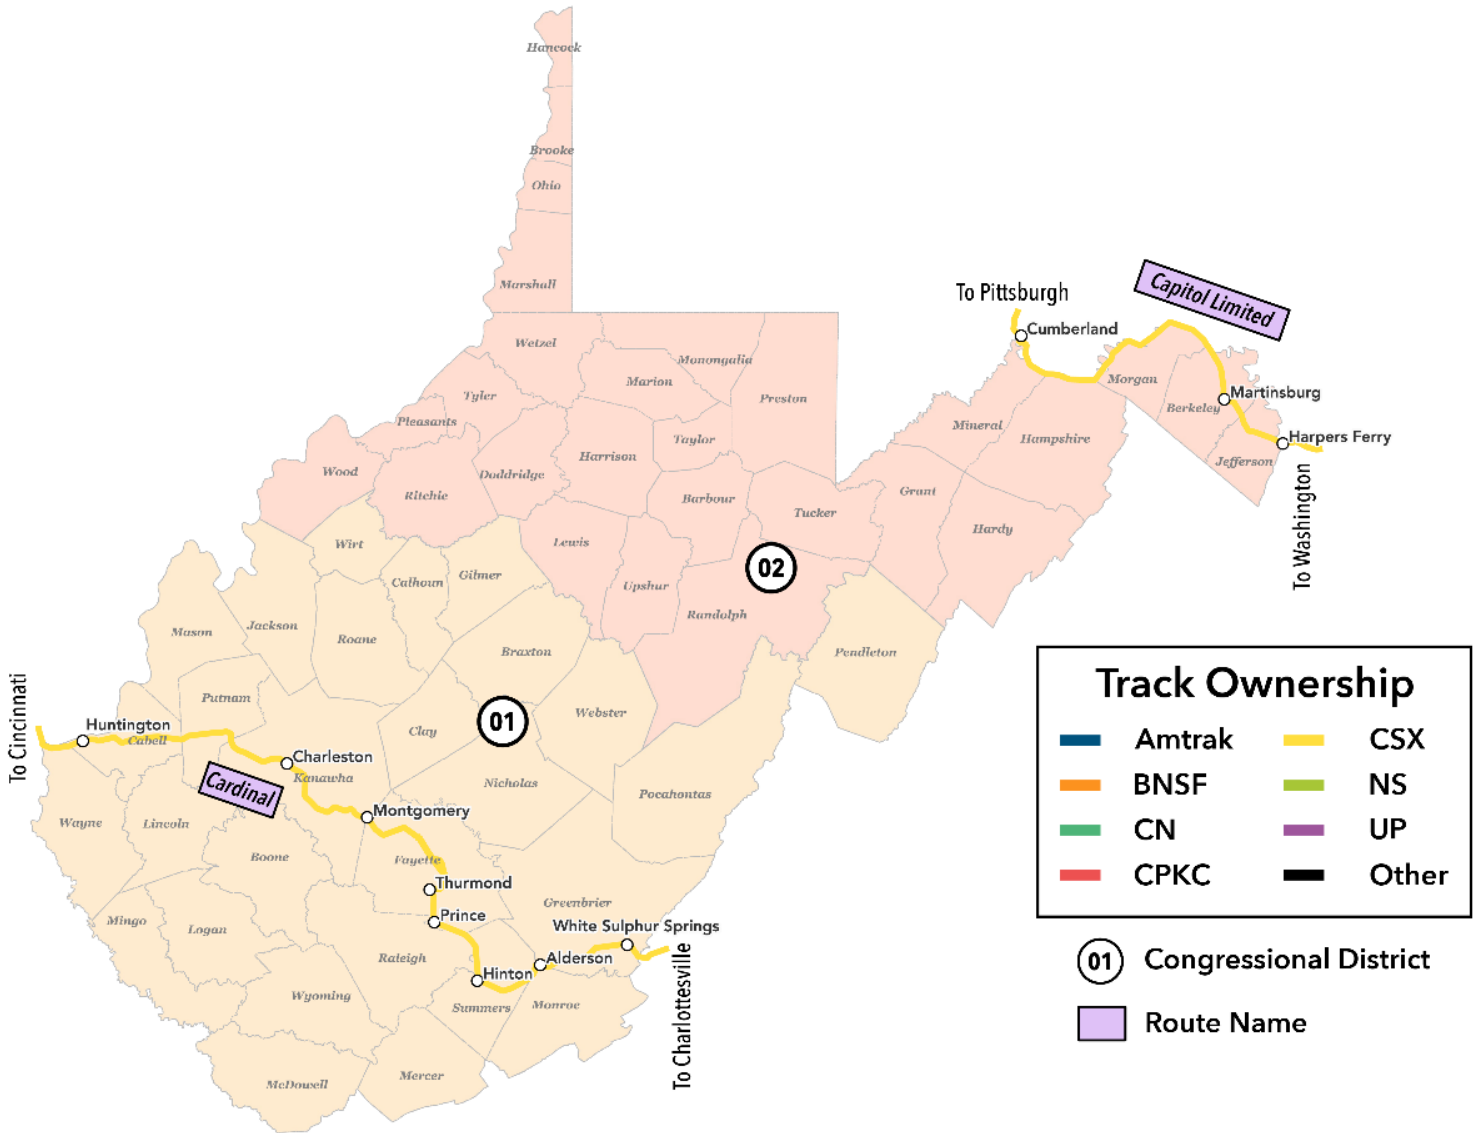 Hancock
Brooke
Ohio
Marshall
To Pittsburgh
Capitol Limited
Cumberland
Wetzel
Monongalia
Marion
Morgan
Tyler
Preston
Martinsburg
Berkeley
Pleasants
Mineral
Taylor
Hampshire
Harpers Ferry
Harrison
Jefferson
Wood
Doddridge
Ritchie
Grant
Barbour
Tucker
Hardy
To Washington
Lewis
Wirt
02
Gilmer
Calhoun
Upshur
Randolph
Jackson
Mason
Roane
Braxton
Pendleton
Putnam
Webster
01
Clay
To Cincinnati
Huntington
Cabell
Charleston
Kanawha
Cardinal
Nicholas
Pocahontas
Montgomery
Wayne
Lincoln
Boone
Fayette
Thurmond
Greenbrier
Prince
White Sulphur Springs
Mingo
Logan
Raleigh
Alderson
Hinton
Wyoming
Summers
Monroe
To Charlottesville
Mercer
McDowell
Track Ownership
Amtrak
CSX
BNSF
NS
CN
UP
CPKC
Other
01
Congressional District
Route Name